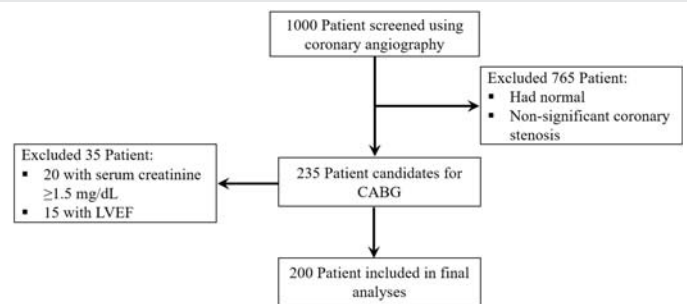 1000 Patient screened using
coronary angiography
Excluded 765 Patient:
▪ Had normal
▪ Non-significant coronary
stenosis
Excluded 35 Patient:
▪ 20 with serum creatinine
≥1.5 mg/dL
▪ 15 with LVEF
235 Patient candidates for
CABG
200 Patient included in final
analyses